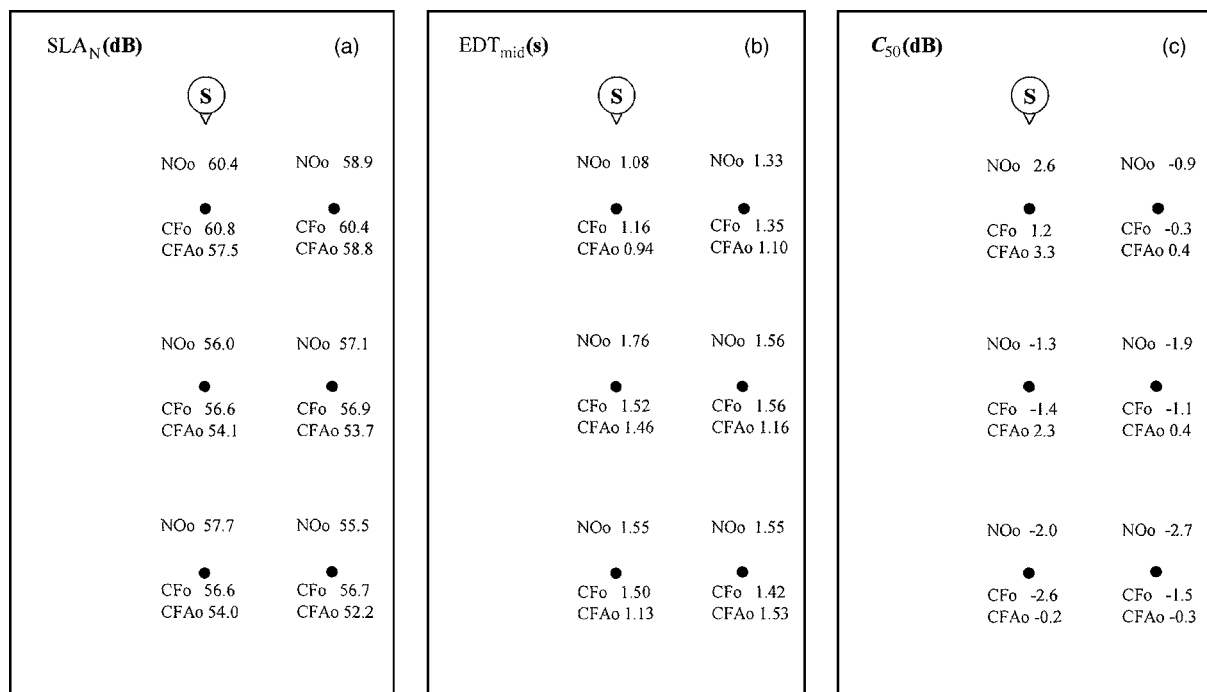 SLA_N(dB) (a)
S
NOo 60.4 NOo 58.9
CFo 60.8 CFo 60.4
CFAo 57.5 CFAo 58.8
NOo 56.0 NOo 57.1
CFo 56.6 CFo 56.9
CFAo 54.1 CFAo 53.7
NOo 57.7 NOo 55.5
CFo 56.6 CFo 56.7
CFAo 54.0 CFAo 52.2
EDT_mid(s) (b)
S
NOo 1.08 NOo 1.33
CFo 1.16 CFo 1.35
CFAo 0.94 CFAo 1.10
NOo 1.76 NOo 1.56
CFo 1.52 CFo 1.56
CFAo 1.46 CFAo 1.16
NOo 1.55 NOo 1.55
CFo 1.50 CFo 1.42
CFAo 1.13 CFAo 1.53
C_50(dB) (c)
S
NOo 2.6 NOo -0.9
CFo 1.2 CFo -0.3
CFAo 3.3 CFAo 0.4
NOo -1.3 NOo -1.9
CFo -1.4 CFo -1.1
CFAo 2.3 CFAo 0.4
NOo -2.0 NOo -2.7
CFo -2.6 CFo -1.5
CFAo -0.2 CFAo -0.3